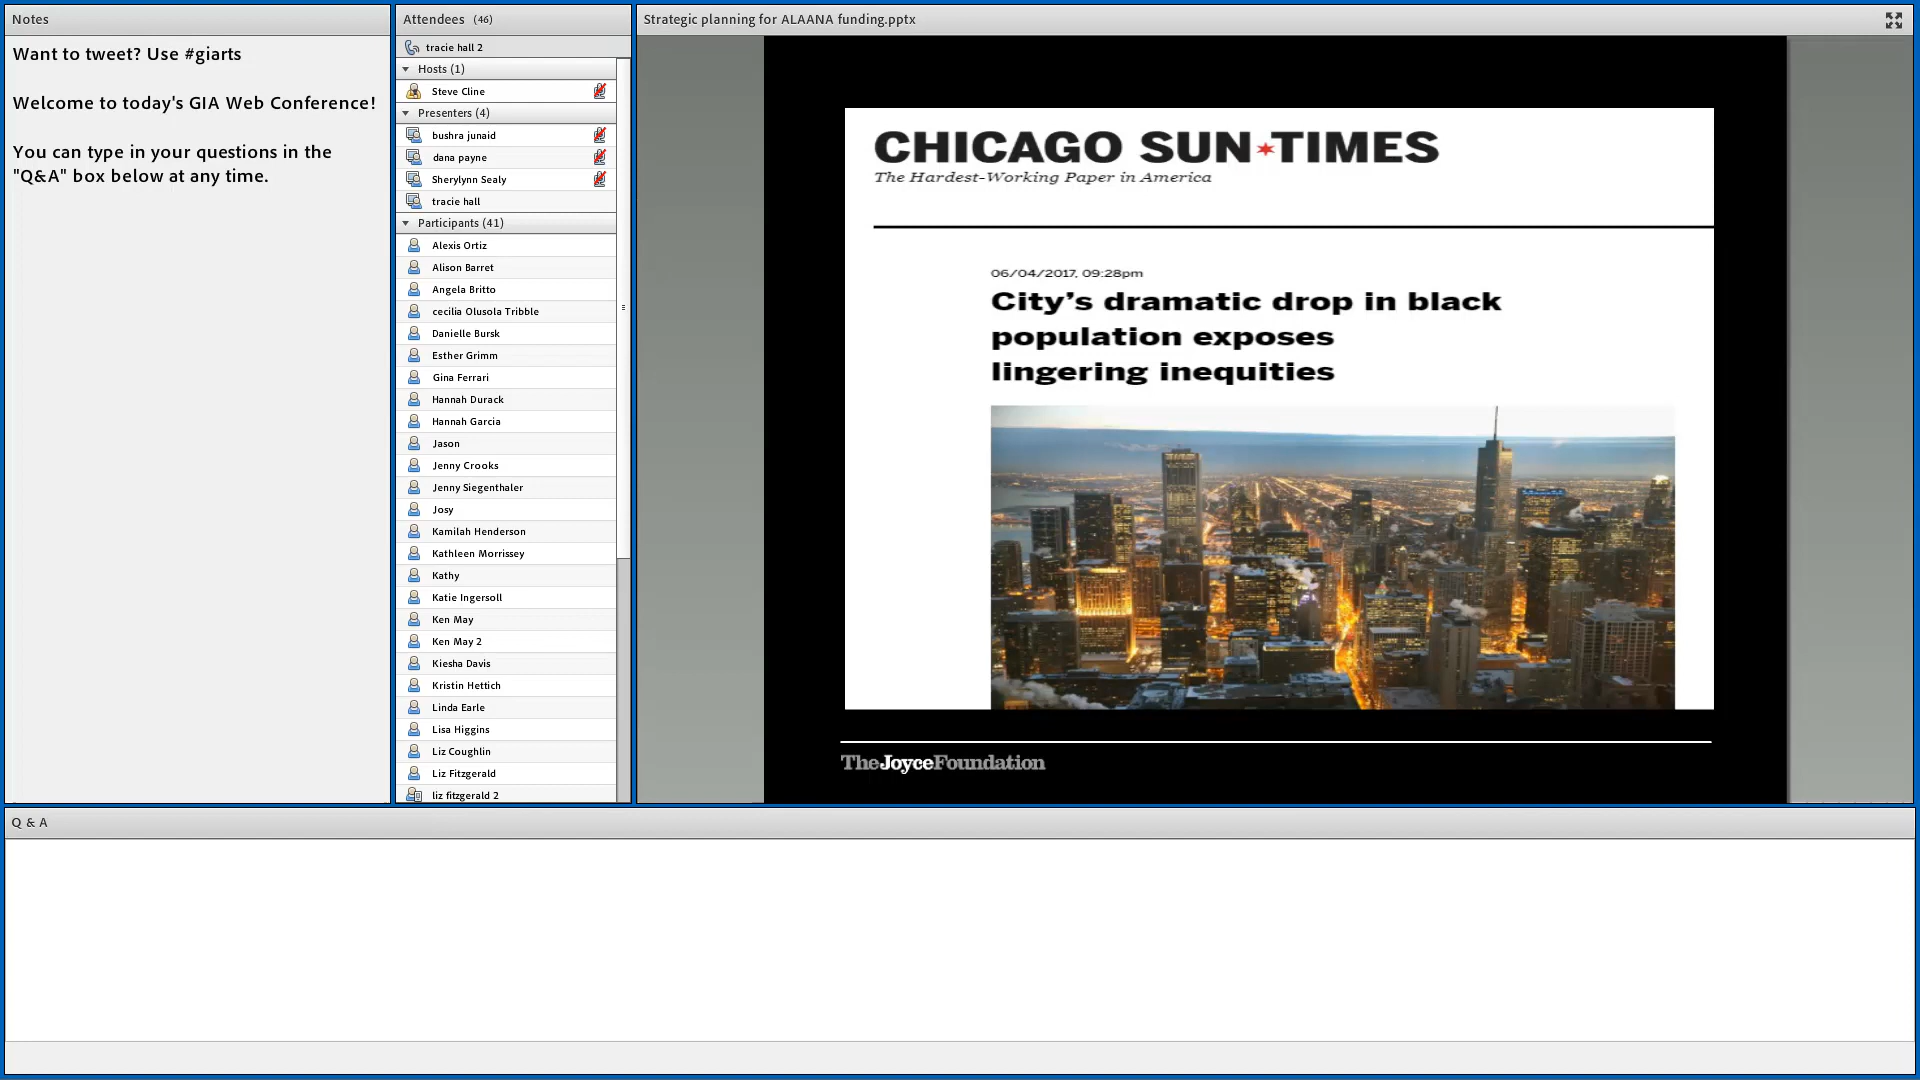 Notes
Want to tweet? Use #giarts
Welcome to today's GIA Web Conference!
You can type in your questions in the
"Q&A" box below at any time.
Attendees (46)
tracie hall 2
Hosts (1)
Steve Cline
Presenters (4)
bushra junaid
dana payne
Sherylynn Sealy
tracie hall
Participants (41)
Alexis Ortiz
Alison Barret
Angela Britto
cecilia Olusola Tribble
Danielle Bursk
Esther Grimm
Gina Ferrari
Hannah Durack
Hannah Garcia
Jason
Jenny Crooks
Jenny Siegenthaler
Josy
Kamilah Henderson
Kathleen Morrissey
Kathy
Katie Ingersoll
Ken May
Ken May 2
Kiesha Davis
Kristin Hettich
Linda Earle
Lisa Higgins
Liz Coughlin
Liz Fitzgerald
liz fitzgerald 2
Strategic planning for ALAANA funding.pptx
CHICAGO SUN TIMES
The Hardest-Working Paper in America
06/04/2017, 09:28pm
City's dramatic drop in black
population exposes
lingering inequities
TheJoyceFoundation
Q & A